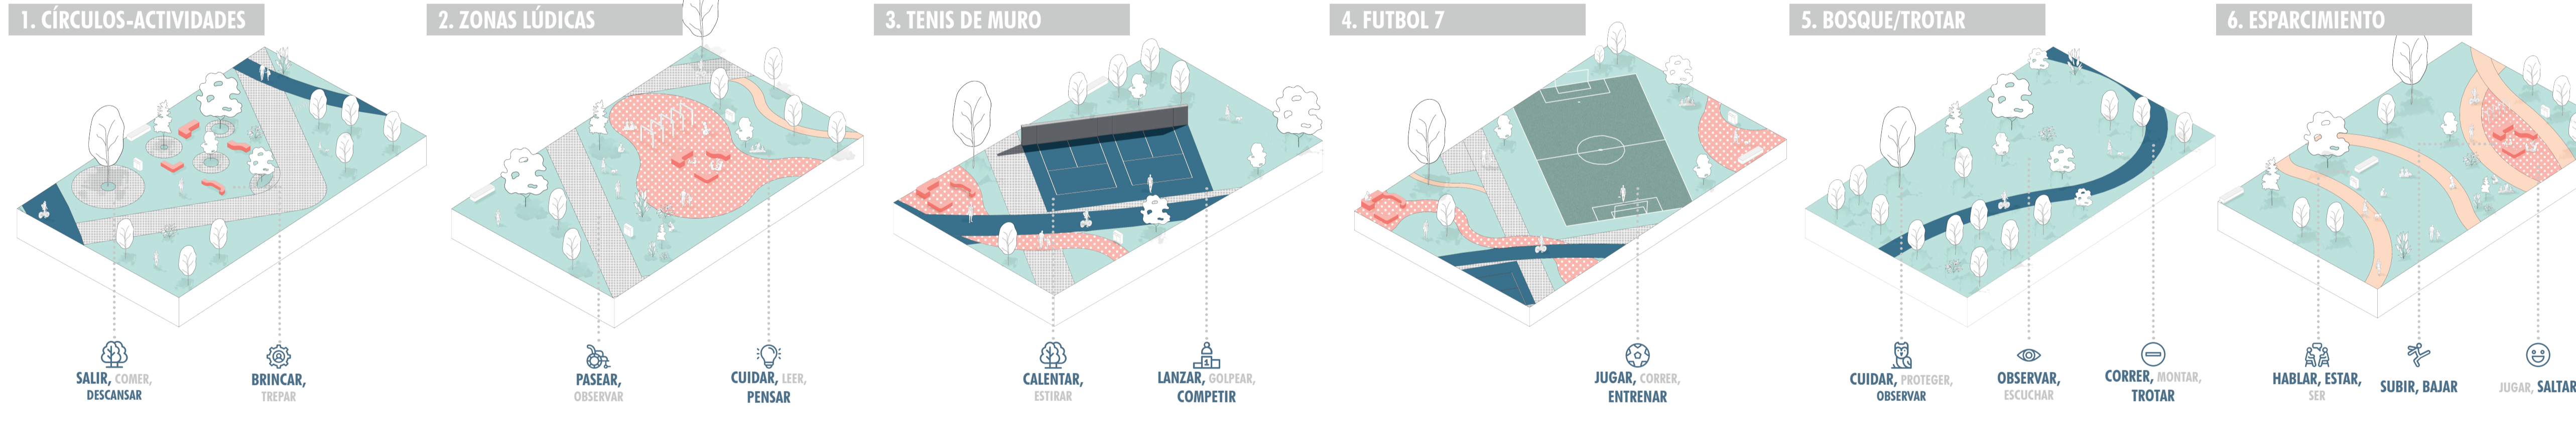 1. CÍRCULOS-ACTIVIDADES
SALIR, COMER,
DESCANSAR
BRINCAR,
TREPAR
2. ZONAS LÚDICAS
PASEAR,
OBSERVAR
CUIDAR, LEER,
PENSAR
3. TENIS DE MURO
CALENTAR,
ESTIRAR
LANZAR, GOLPEAR,
COMPETIR
4. FUTBOL 7
JUGAR, CORRER,
ENTRENAR
5. BOSQUE/TROTAR
CUIDAR, PROTEGER,
OBSERVAR
OBSERVAR,
ESCUCHAR
CORRER, MONTAR,
TROTAR
6. ESPARCIMIENTO
HABLAR, ESTAR,
SER
SUBIR, BAJAR
JUGAR, SALTAR